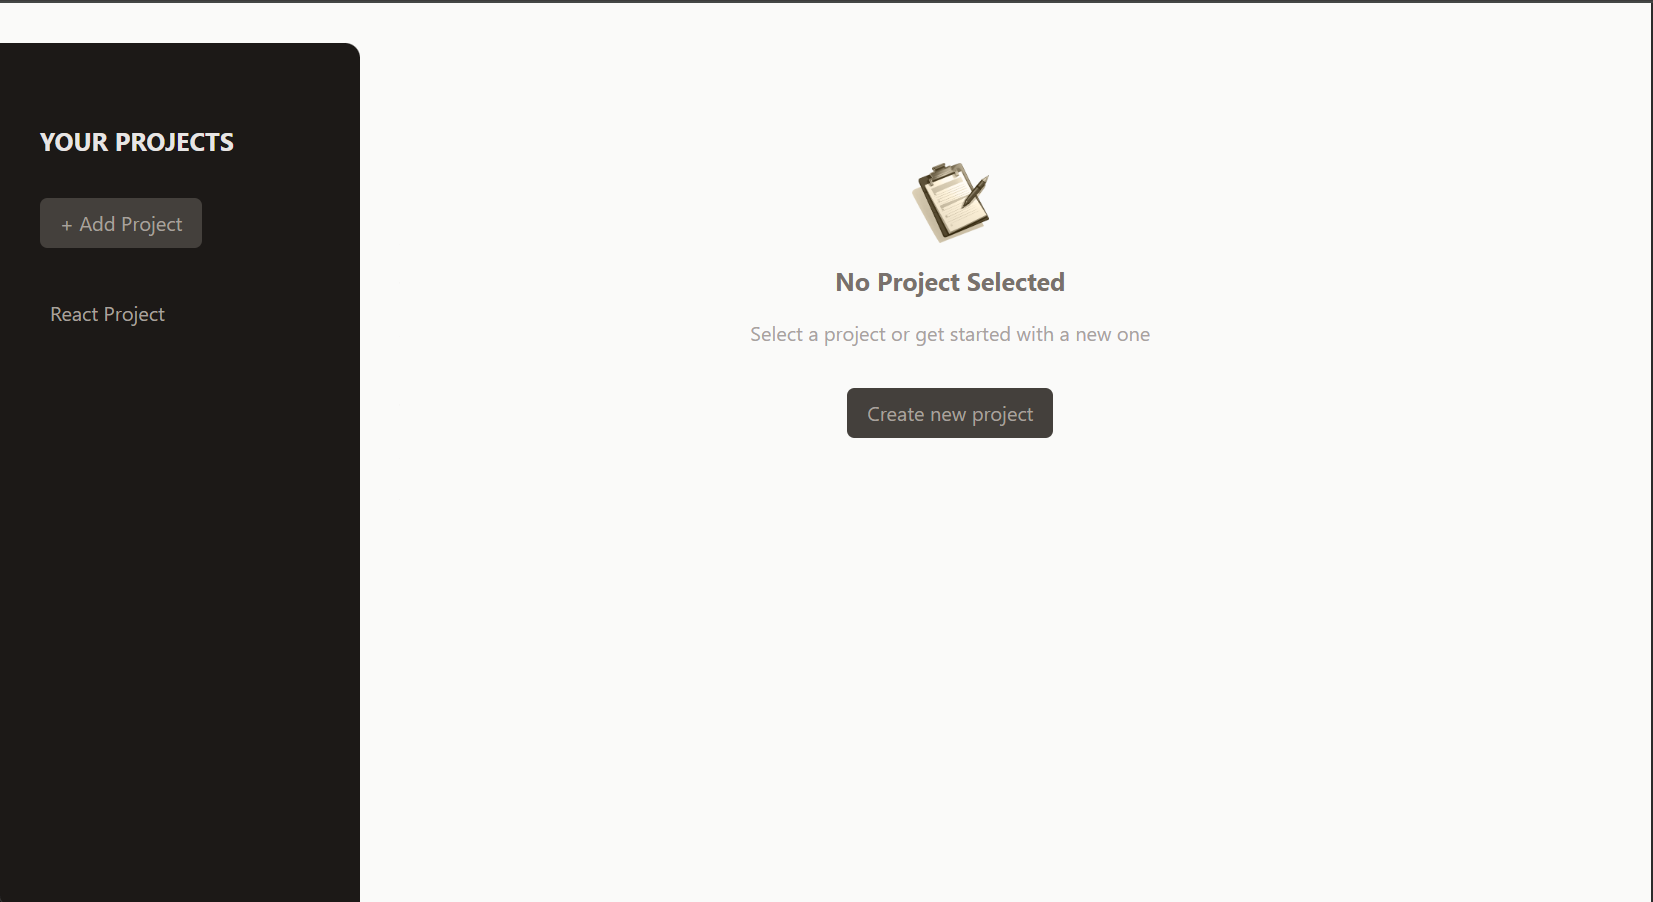 YOUR PROJECTS
+ Add Project
React Project
No Project Selected
Select a project or get started with a new one
Create new project